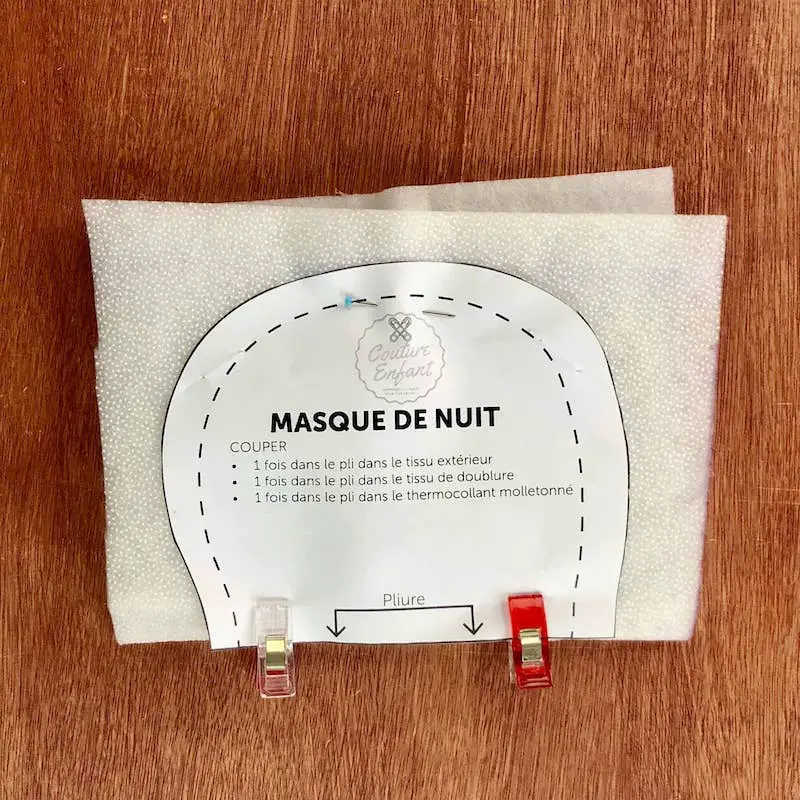 Couture
Enfant
MASQUE DE NUIT
COUPER
• 1 fois dans le pli dans le tissu extérieur
• 1 fois dans le pli dans le tissu de doublure
• 1 fois dans le pli dans le thermocollant molletonné
Pliure